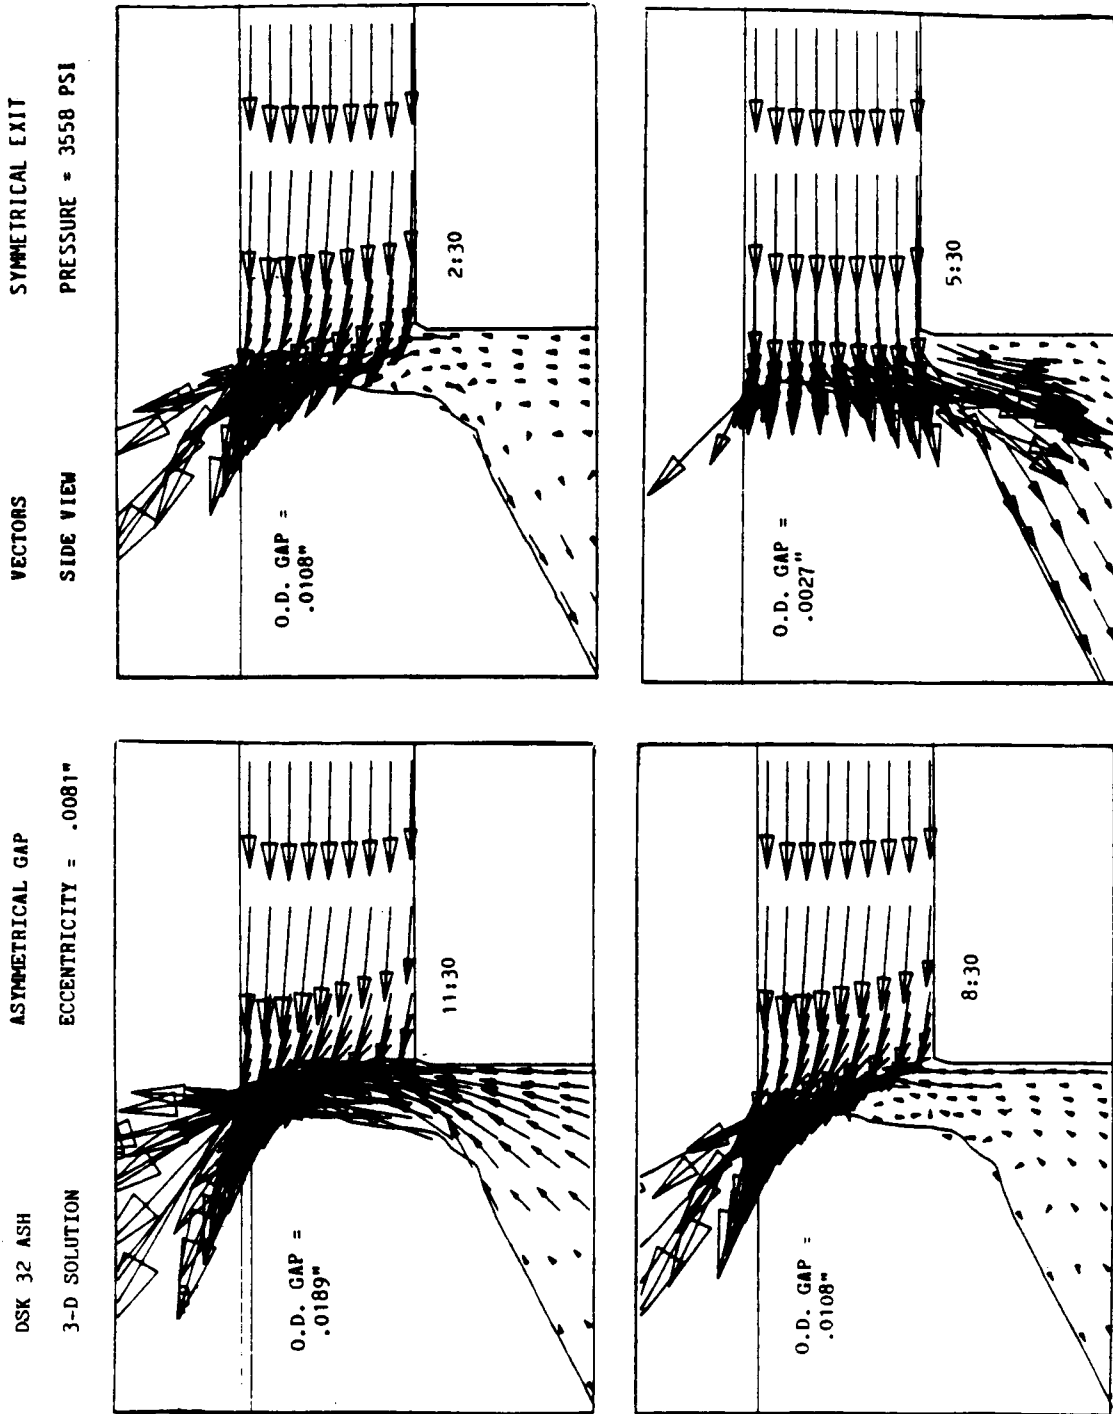 DSK 32 ASH ASYMMETRICAL GAP VECTORS SYMMETRICAL EXIT
3-D SOLUTION ECCENTRICITY = .0081" SIDE VIEW PRESSURE = 3558 PSI
O.D. GAP =
.0189"
11:30
O.D. GAP =
.0108"
2:30
O.D. GAP =
.0108"
8:30
O.D. GAP =
.0027"
5:30